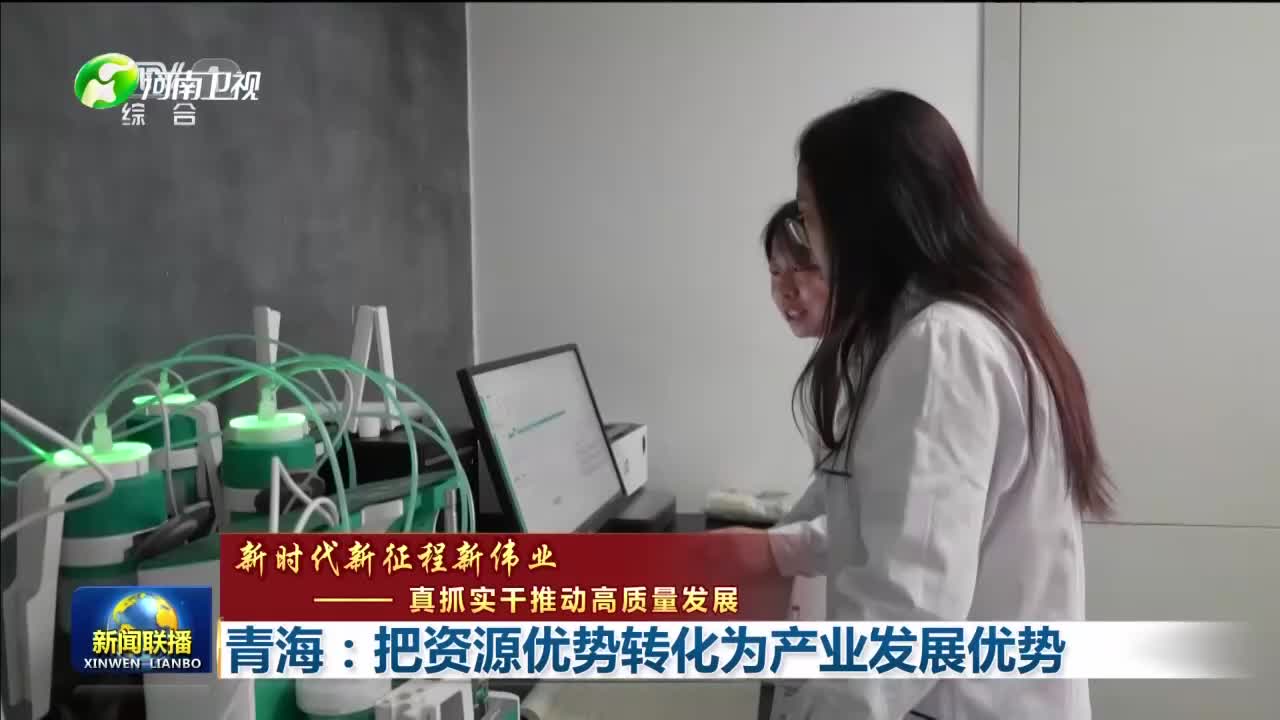 河南卫视
综合
新时代新征程新伟业
—— 真抓实干推动高质量发展
新闻联播
XINWEN LIANBO
青海：把资源优势转化为产业发展优势